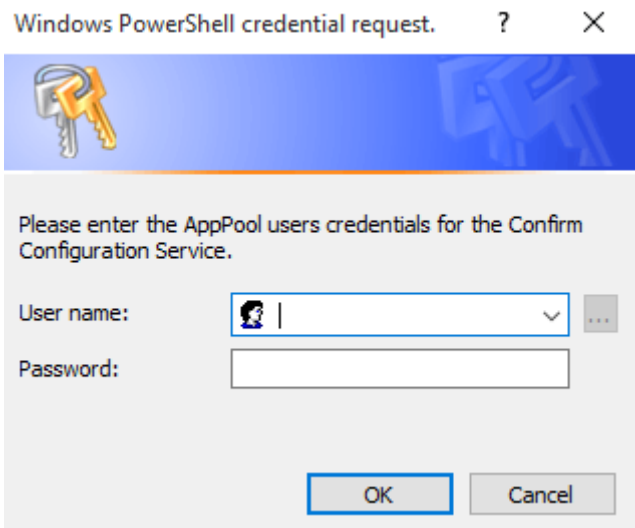 Windows PowerShell credential request. ? ×
Please enter the AppPool users credentials for the Confirm
Configuration Service.
User name:
...
Password:
OK Cancel